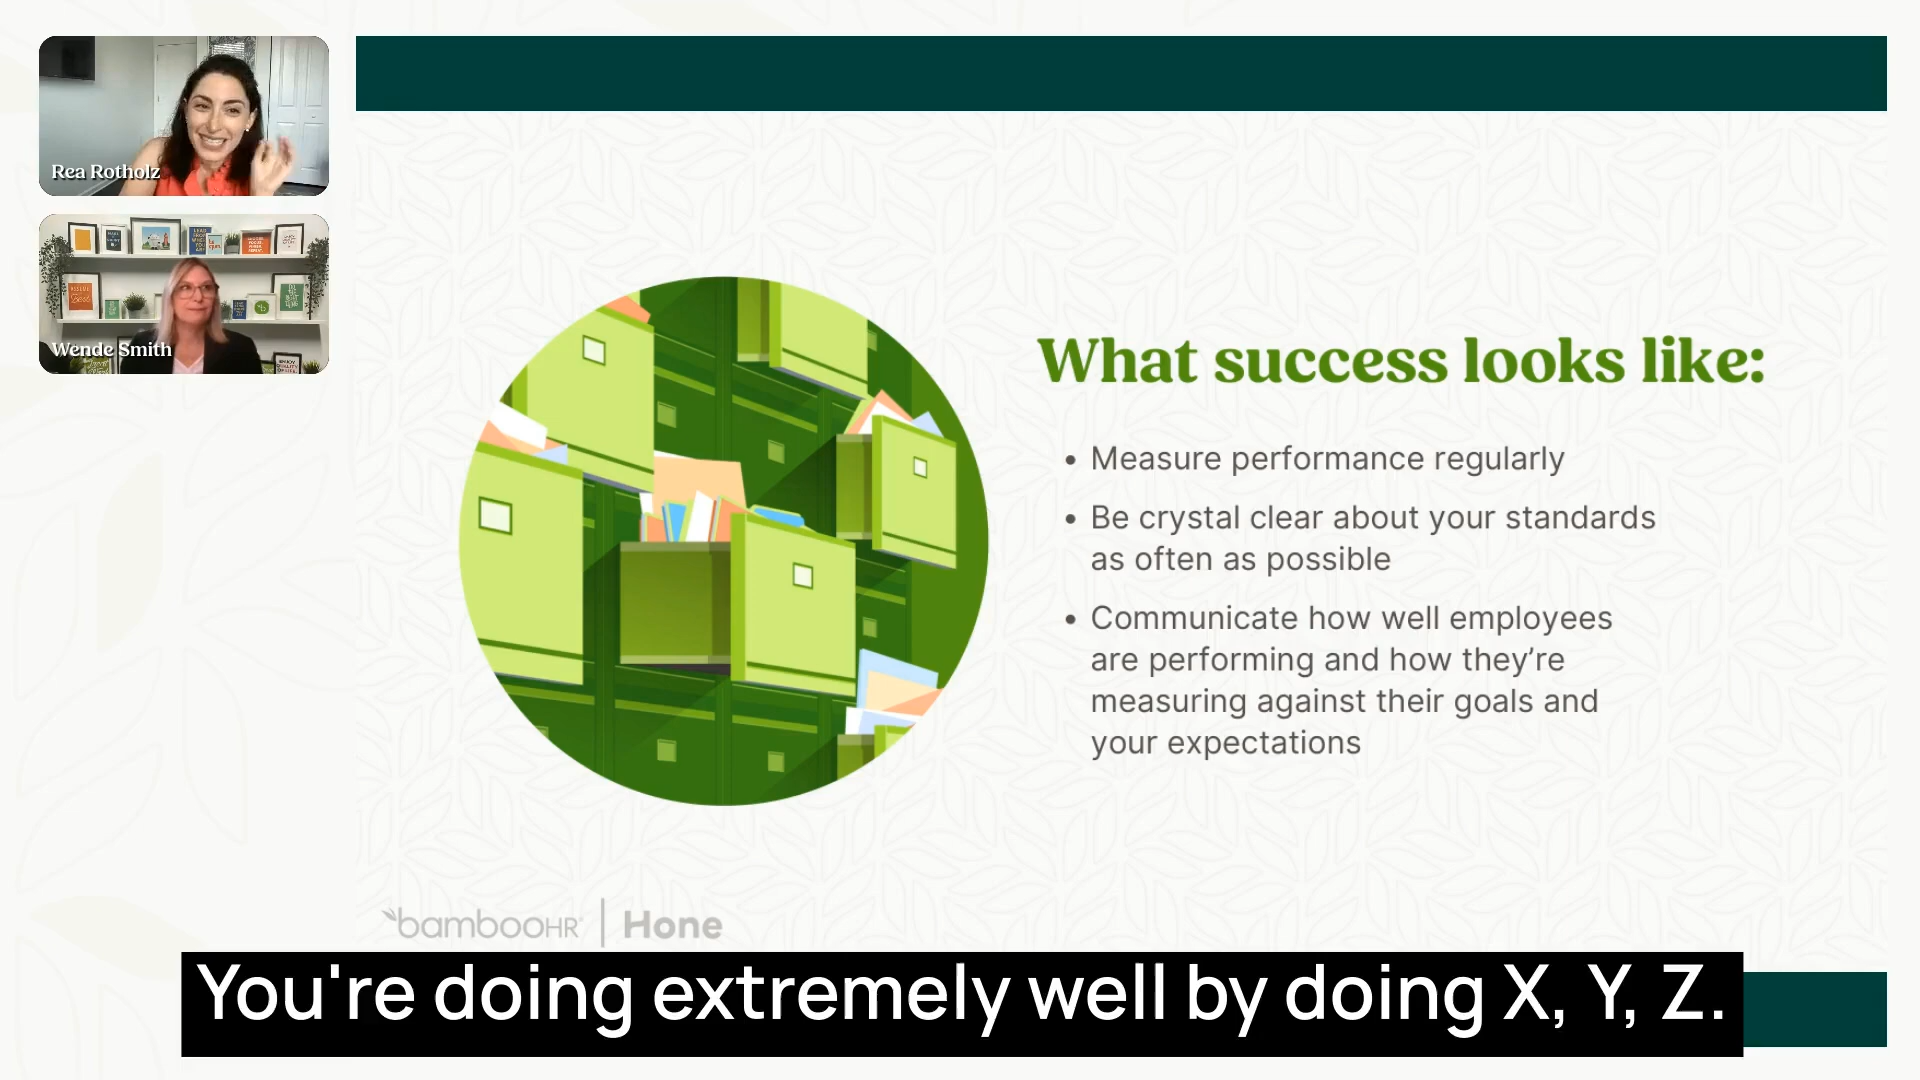 Rea Rotholz
Wende Smith
What success looks like:
• Measure performance regularly
• Be crystal clear about your standards
as often as possible
• Communicate how well employees
are performing and how they’re
measuring against their goals and
your expectations
bambooHR | Hone
You're doing extremely well by doing X, Y, Z.